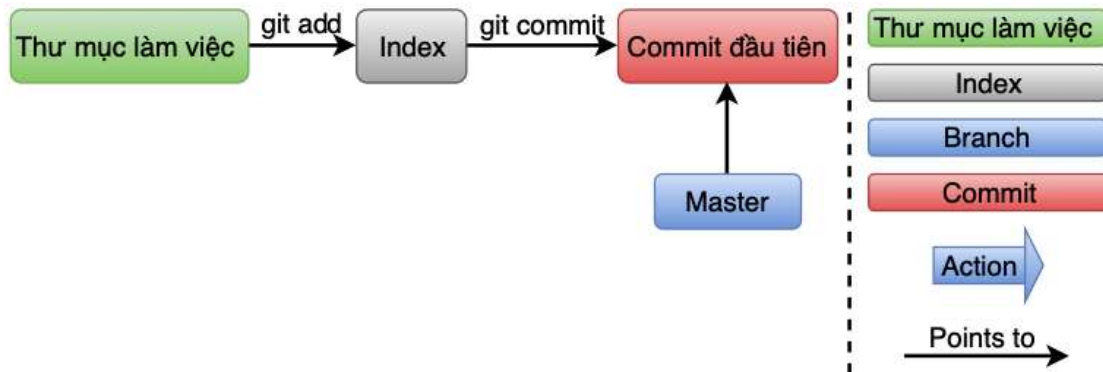 Thư mục làm việc
git add
Index
git commit
Commit đầu tiên
Master
Thư mục làm việc
Index
Branch
Commit
Action
Points to